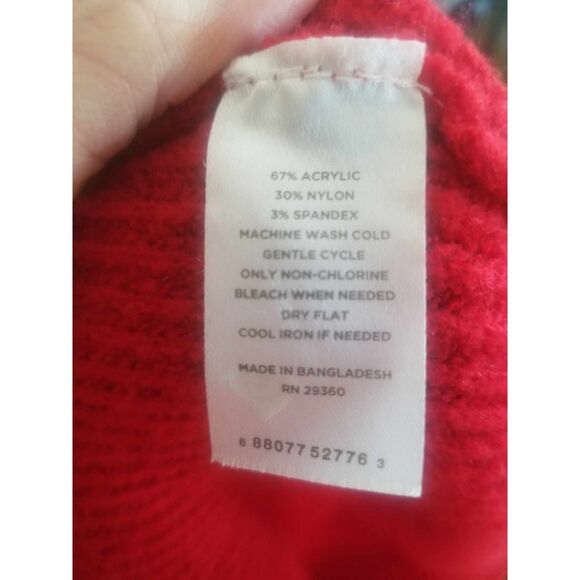 67% ACRYLIC
30% NYLON
3% SPANDEX
MACHINE WASH COLD
GENTLE CYCLE
ONLY NON-CHLORINE
BLEACH WHEN NEEDED
DRY FLAT
COOL IRON IF NEEDED
MADE IN BANGLADESH
RN 29360
8 88077 52776 3